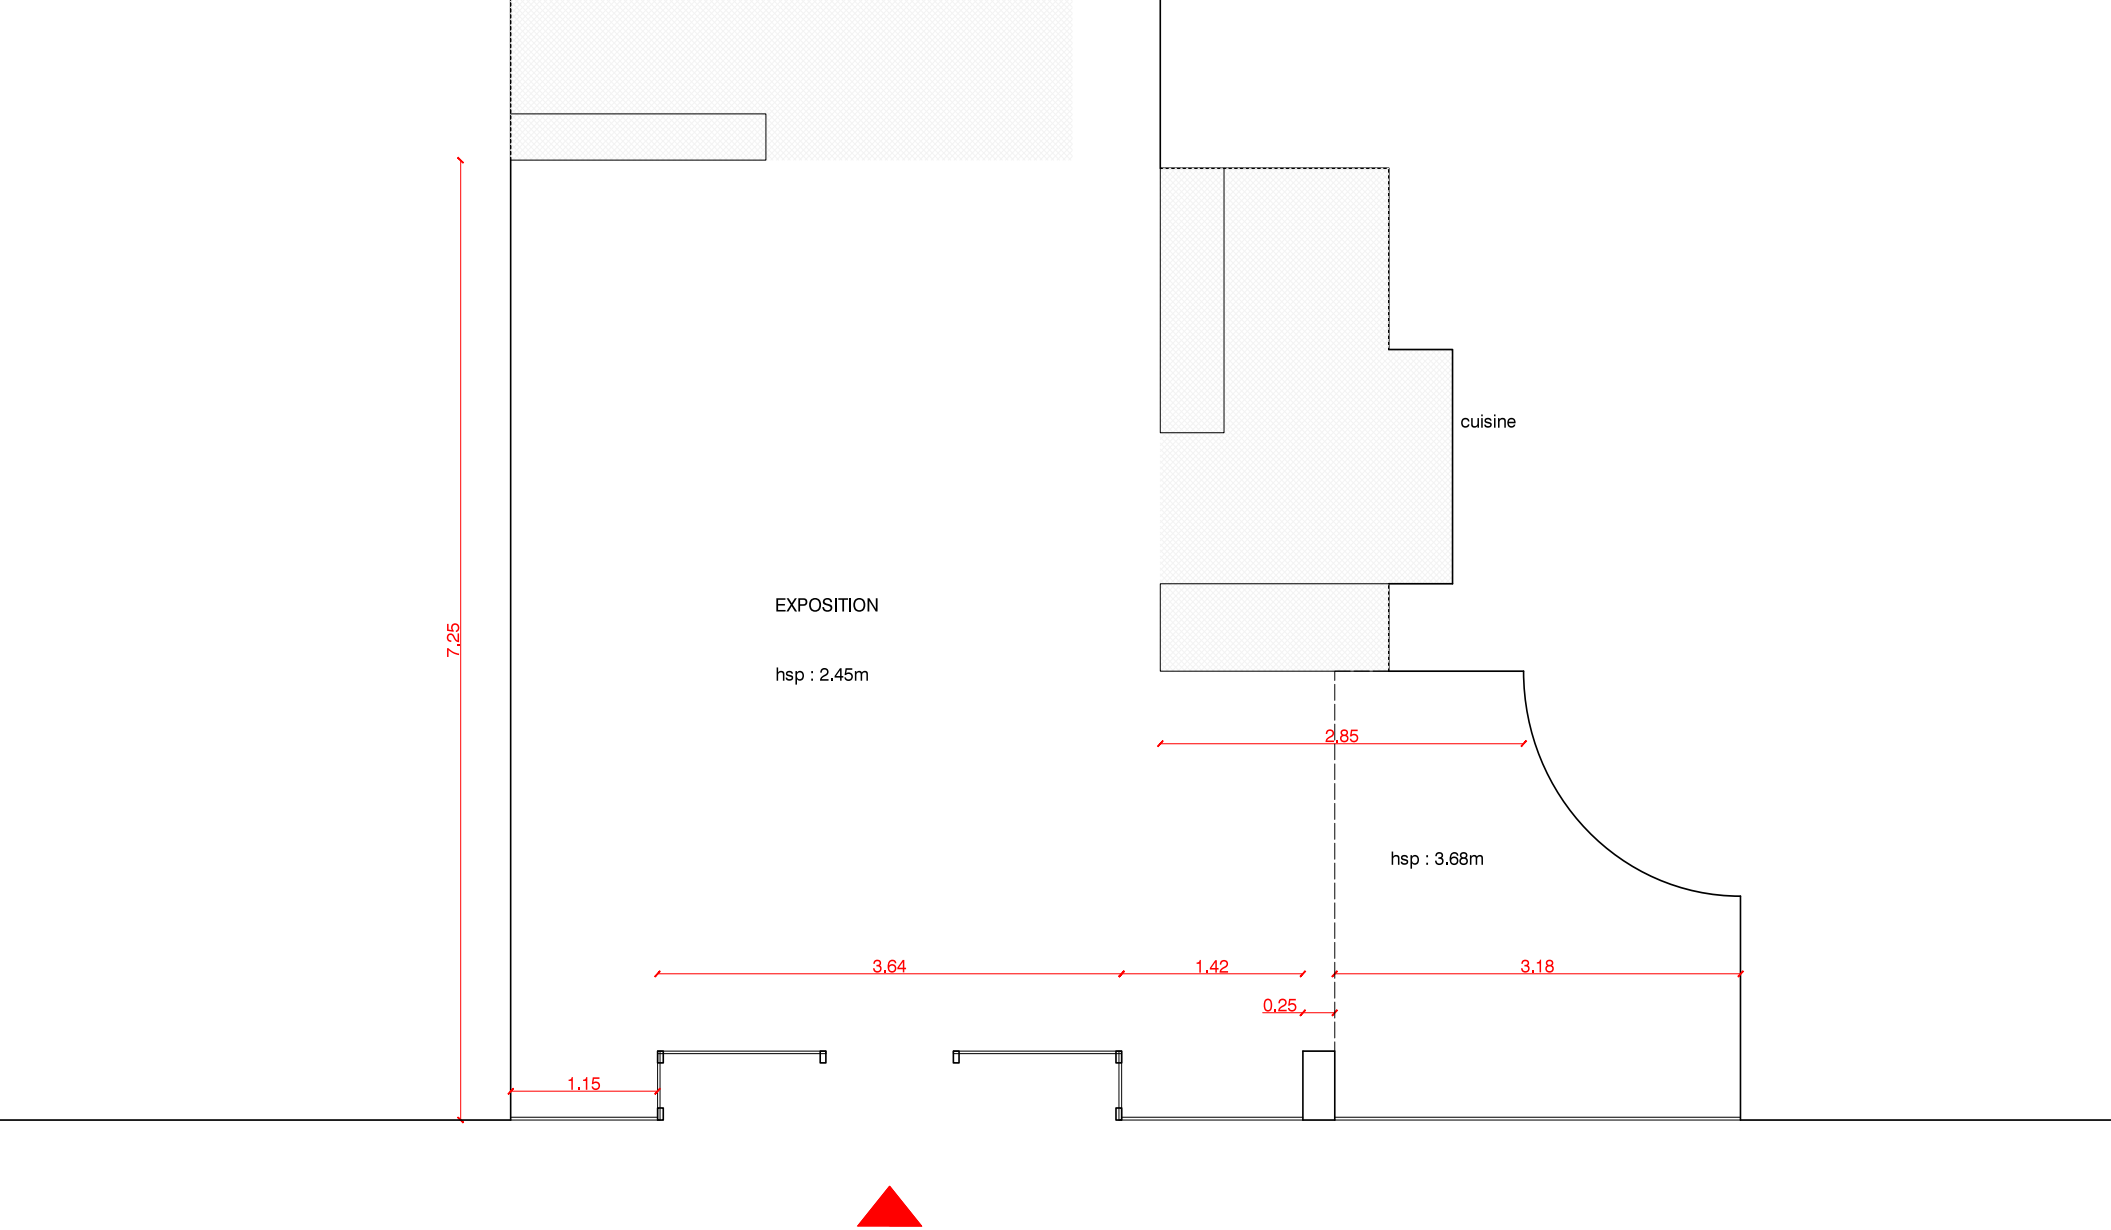 cuisine
EXPOSITION
7.25
hsp : 2.45m
2.85
hsp : 3.68m
3.64
1.42
3.18
0.25
1.15